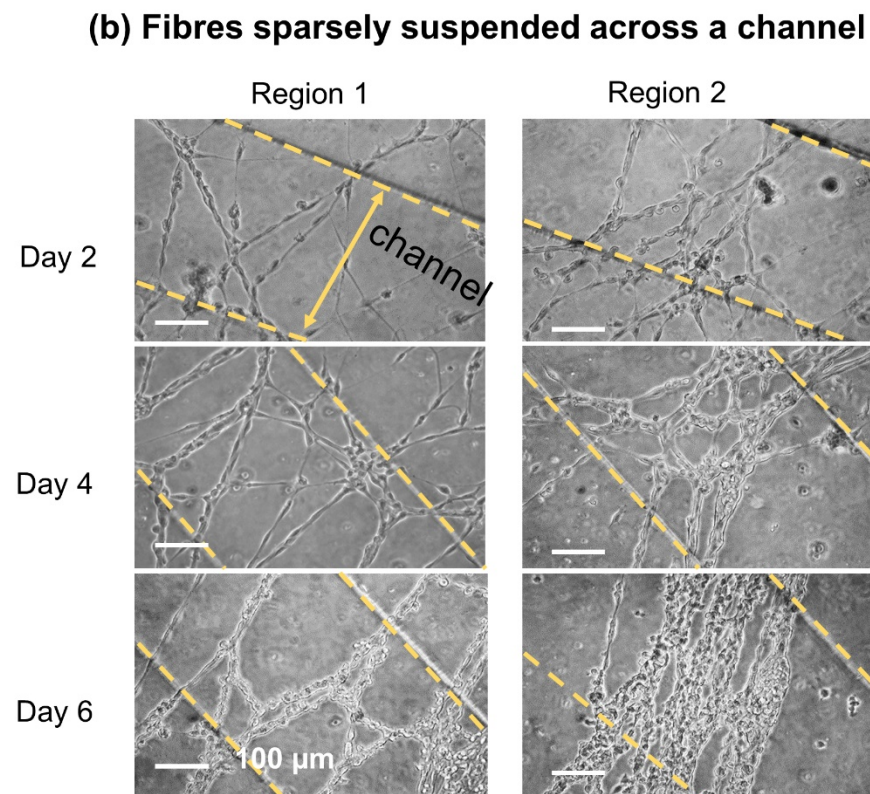 (b) Fibres sparsely suspended across a channel
Region 1 Region 2
Day 2
channel
Day 4
Day 6
100 µm